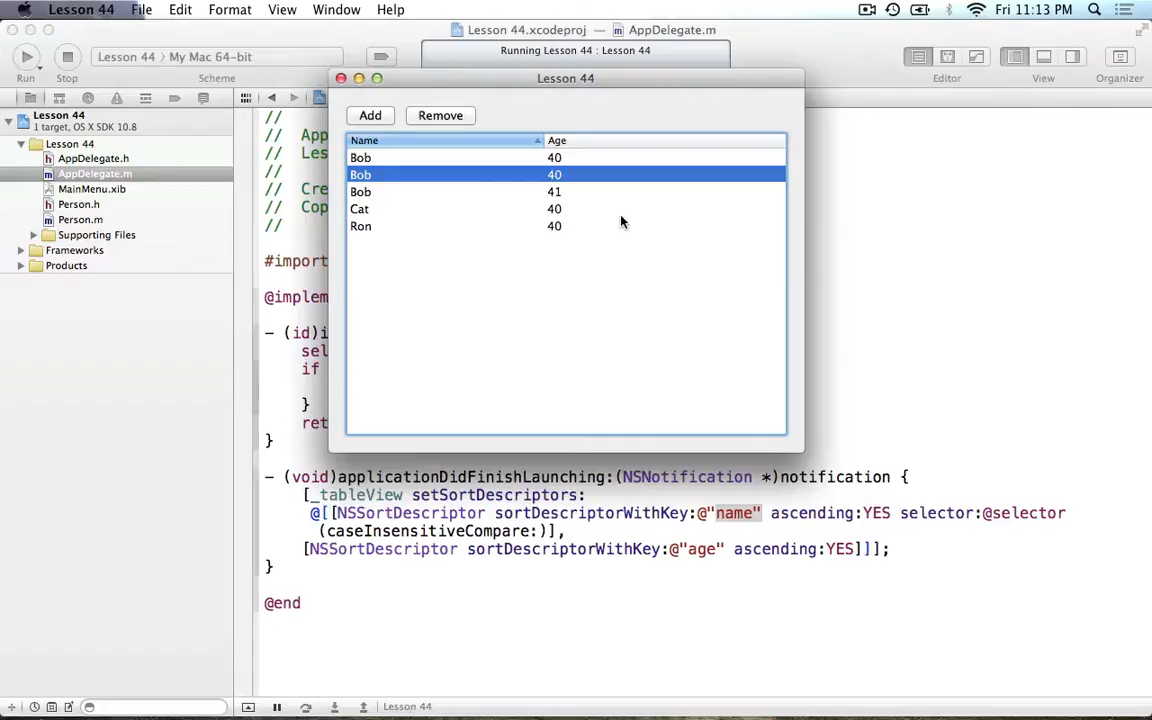 Xcode File Edit Format View Window Help Fri 11:13 PM
Lesson 44.xcodeproj — AppDelegate.m
Lesson 44 〉 My Mac 64-bit
Running Lesson 44 : Lesson 44
Run Stop Scheme Editor View Organizer
Lesson 44
Add Remove
Name Age
Bob 40
Bob 40
Bob 41
Cat 40
Ron 40
Lesson 44
1 target, OS X SDK 10.8
Lesson 44
AppDelegate.h
AppDelegate.m
MainMenu.xib
Person.h
Person.m
Supporting Files
Frameworks
Products
//
// App
// Les
//
// Cre
// Cop
//
#import
@implem
- (id)i
sel
if
}
ret
}
- (void)applicationDidFinishLaunching:(NSNotification *)notification {
[_tableView setSortDescriptors:
@[[NSSortDescriptor sortDescriptorWithKey:@"name" ascending:YES selector:@selector
(caseInsensitiveCompare:)],
[NSSortDescriptor sortDescriptorWithKey:@"age" ascending:YES]]];
}
@end
Lesson 44